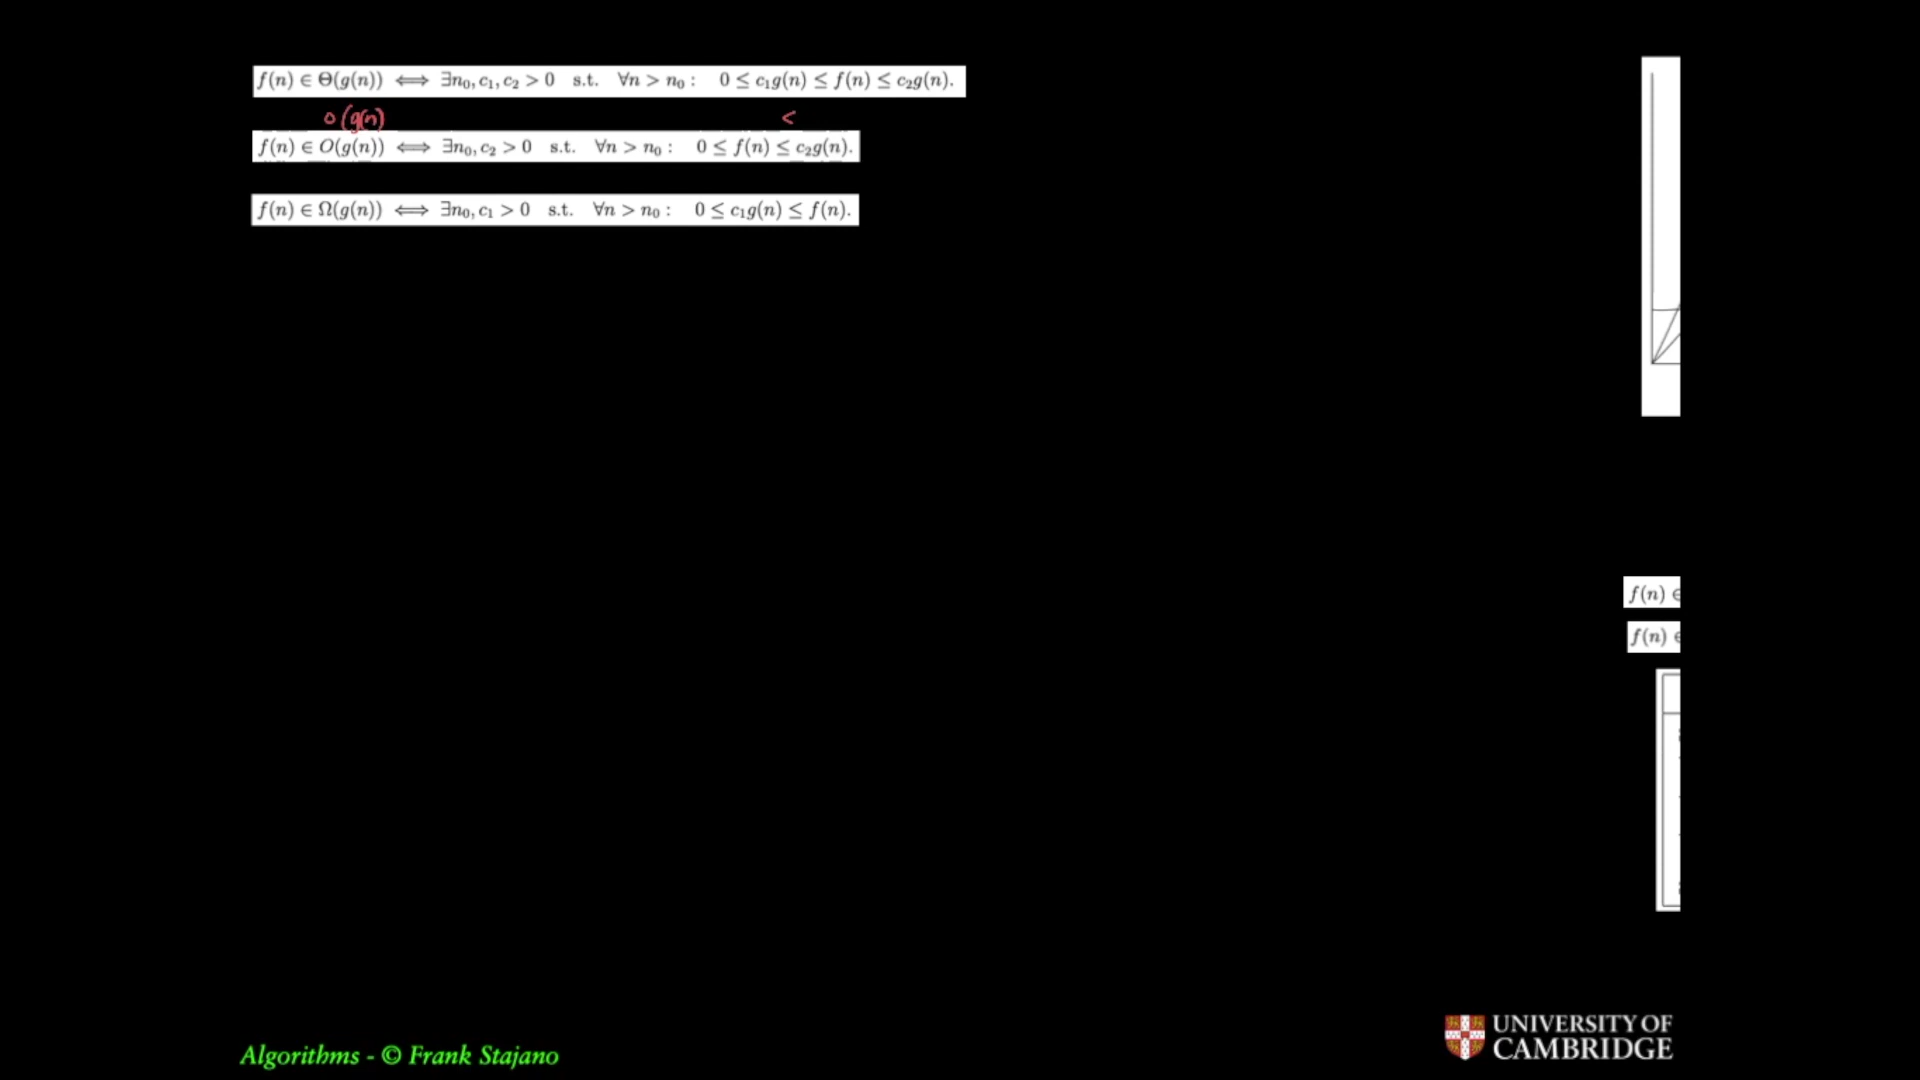 f(n) ∈ Θ(g(n)) ⟺ ∃n₀, c₁, c₂ > 0 s.t. ∀n > n₀ : 0 ≤ c₁g(n) ≤ f(n) ≤ c₂g(n).
o (g(n) <
f(n) ∈ O(g(n)) ⟺ ∃n₀, c₂ > 0 s.t. ∀n > n₀ : 0 ≤ f(n) ≤ c₂g(n).
f(n) ∈ Ω(g(n)) ⟺ ∃n₀, c₁ > 0 s.t. ∀n > n₀ : 0 ≤ c₁g(n) ≤ f(n).
f(n) ∈
f(n) ∈
Algorithms - © Frank Stajano
UNIVERSITY OF
CAMBRIDGE